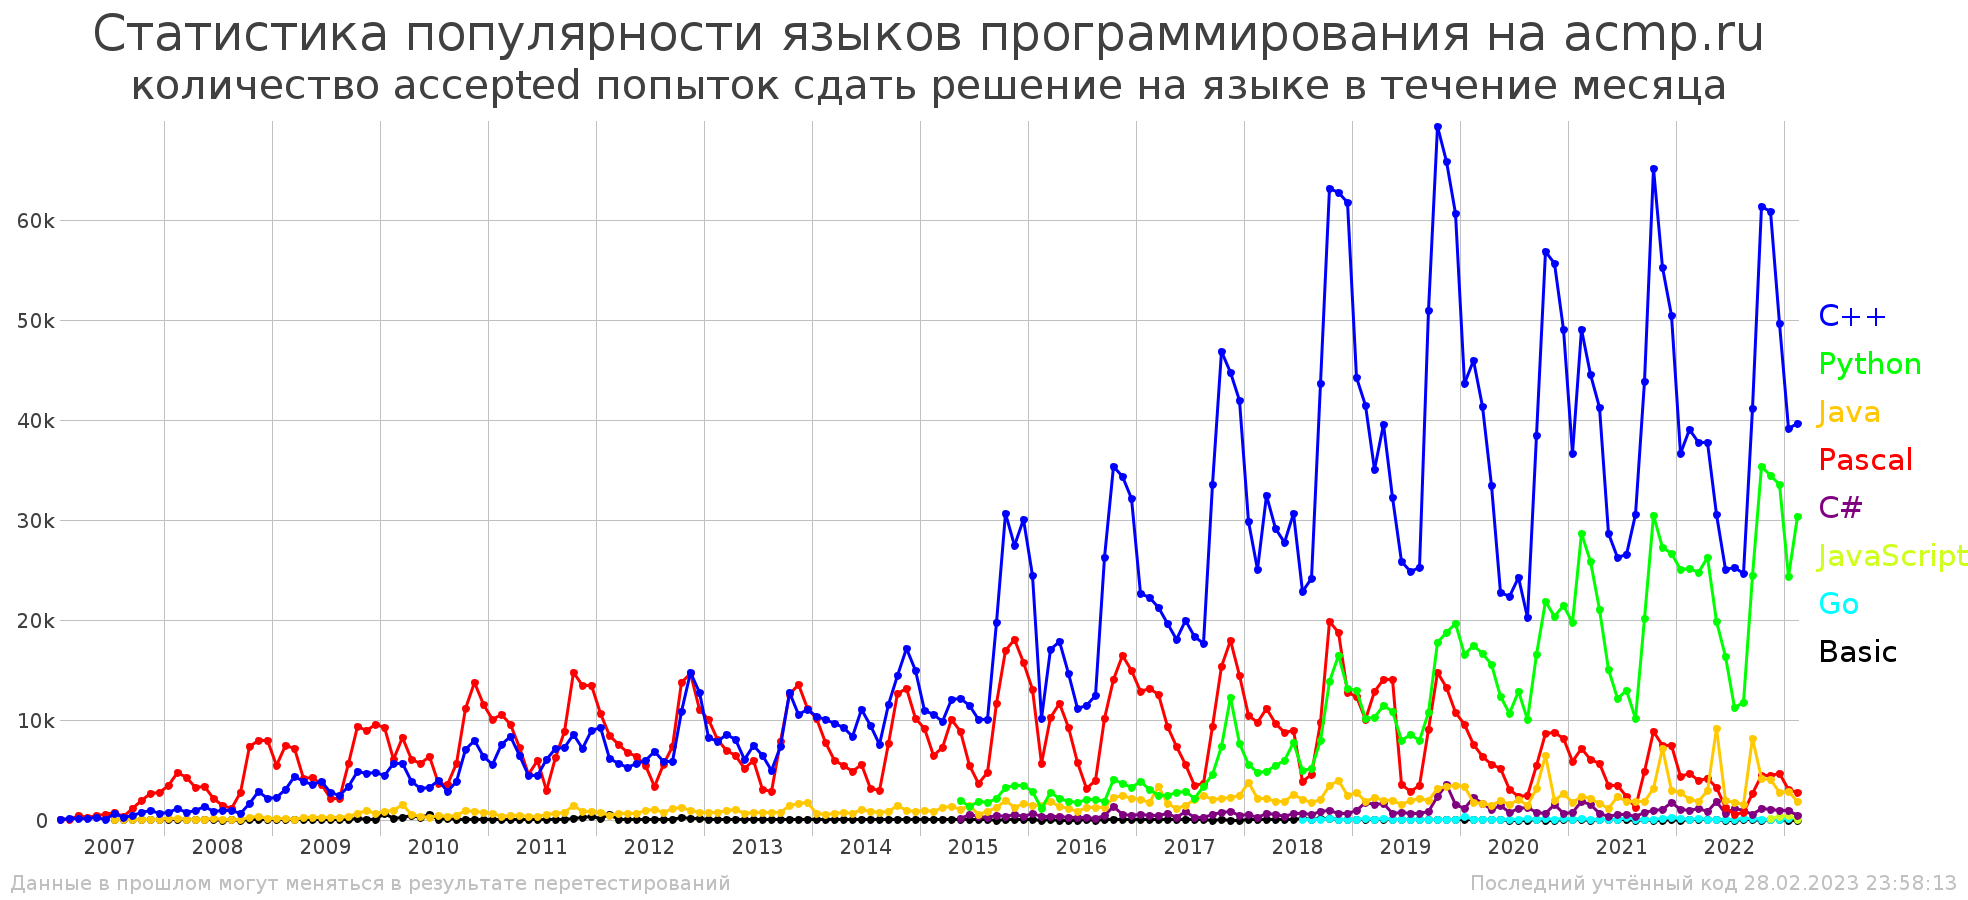 Статистика популярности языков программирования на acmp.ru
количество accepted попыток сдать решение на языке в течение месяца
60k
50k
40k
30k
20k
10k
0
2007 2008 2009 2010 2011 2012 2013 2014 2015 2016 2017 2018 2019 2020 2021 2022
C++
Python
Java
Pascal
C#
JavaScript
Go
Basic
Данные в прошлом могут меняться в результате перетестирований
Последний учтённый код 28.02.2023 23:58:13